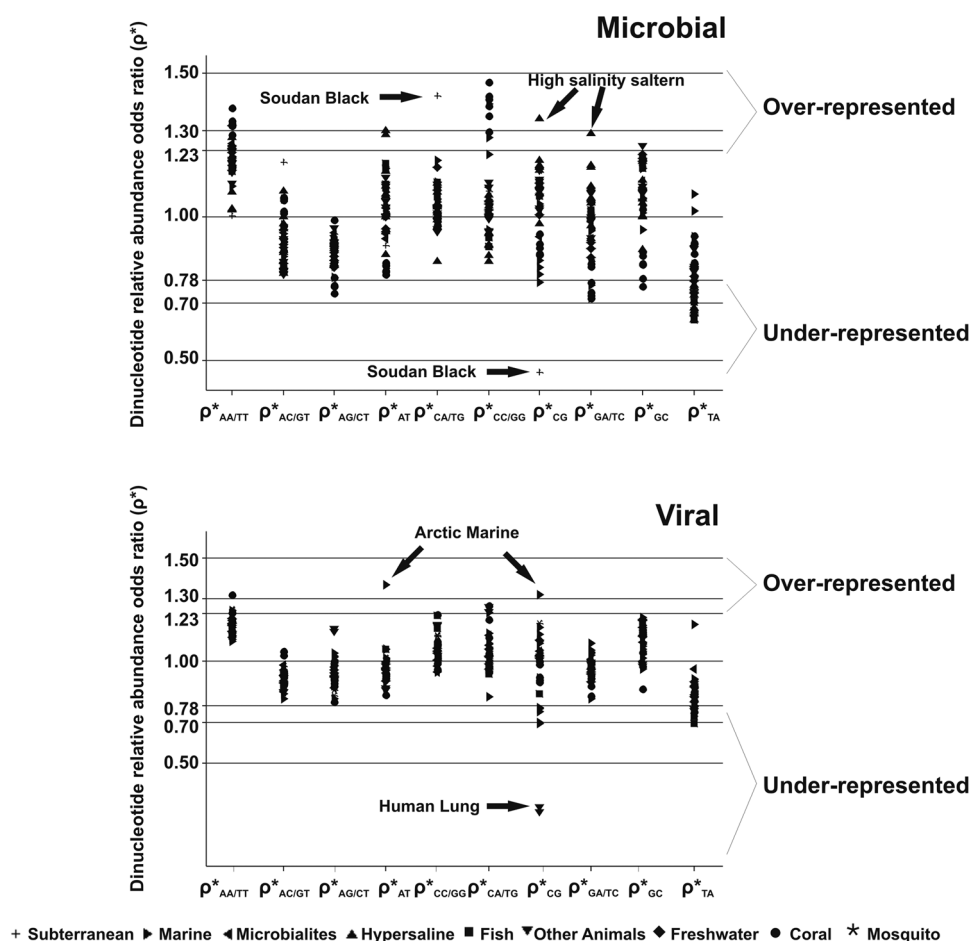 Microbial
Dinucleotide relative abundance odds ratio (ρ*)
1.50
1.30
1.23
1.00
0.78
0.70
0.50
Soudan Black
High salinity saltern
Over-represented
Under-represented
Soudan Black
ρ*AA/TT ρ*AC/GT ρ*AG/CT ρ*AT ρ*CA/TG ρ*CC/GG ρ*CG ρ*GA/TC ρ*GC ρ*TA
Viral
Dinucleotide relative abundance odds ratio (ρ*)
1.50
1.30
1.23
1.00
0.78
0.70
0.50
Arctic Marine
Over-represented
Under-represented
Human Lung
ρ*AA/TT ρ*AC/GT ρ*AG/CT ρ*AT ρ*CC/GG ρ*CA/TG ρ*CG ρ*GA/TC ρ*GC ρ*TA
Subterranean Marine Microbialites Hypersaline Fish Other Animals Freshwater Coral Mosquito